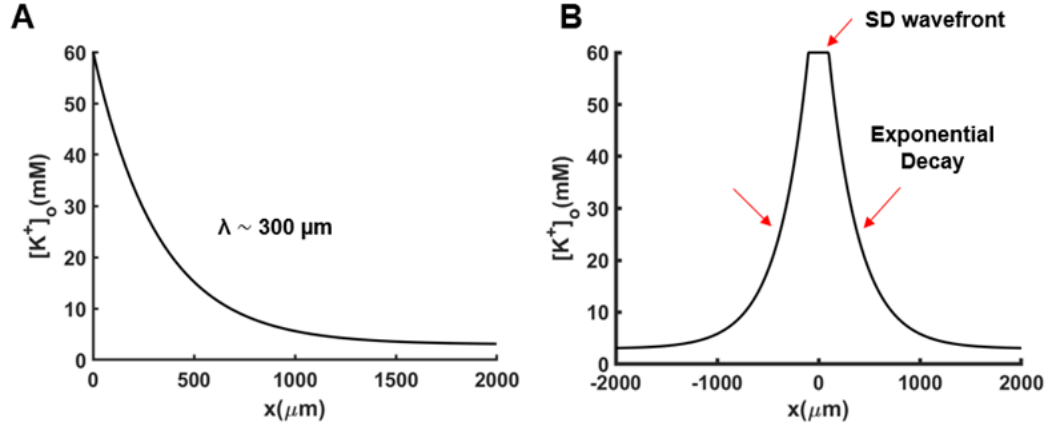 A
60
50
40
30
20
10
0
[K⁺]ₒ(mM)
λ ~ 300 μm
0 500 1000 1500 2000
x(μm)
B
SD wavefront
60
50
40
30
20
10
0
[K⁺]ₒ(mM)
Exponential
Decay
-2000 -1000 0 1000 2000
x(μm)